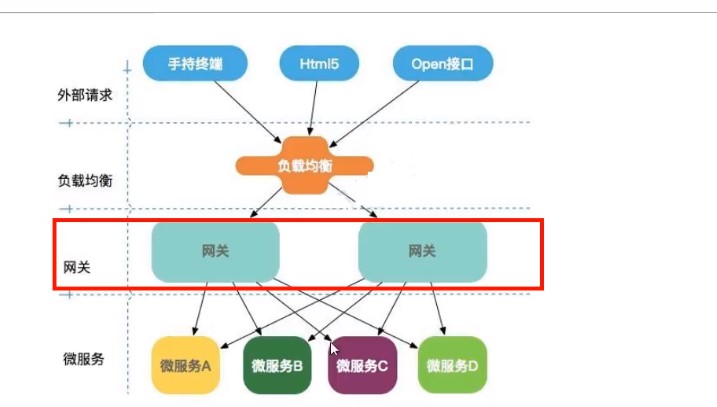 手持终端
Html5
Open接口
外部请求
负载均衡
负载均衡
网关
网关
网关
微服务
微服务A
微服务B
微服务C
微服务D